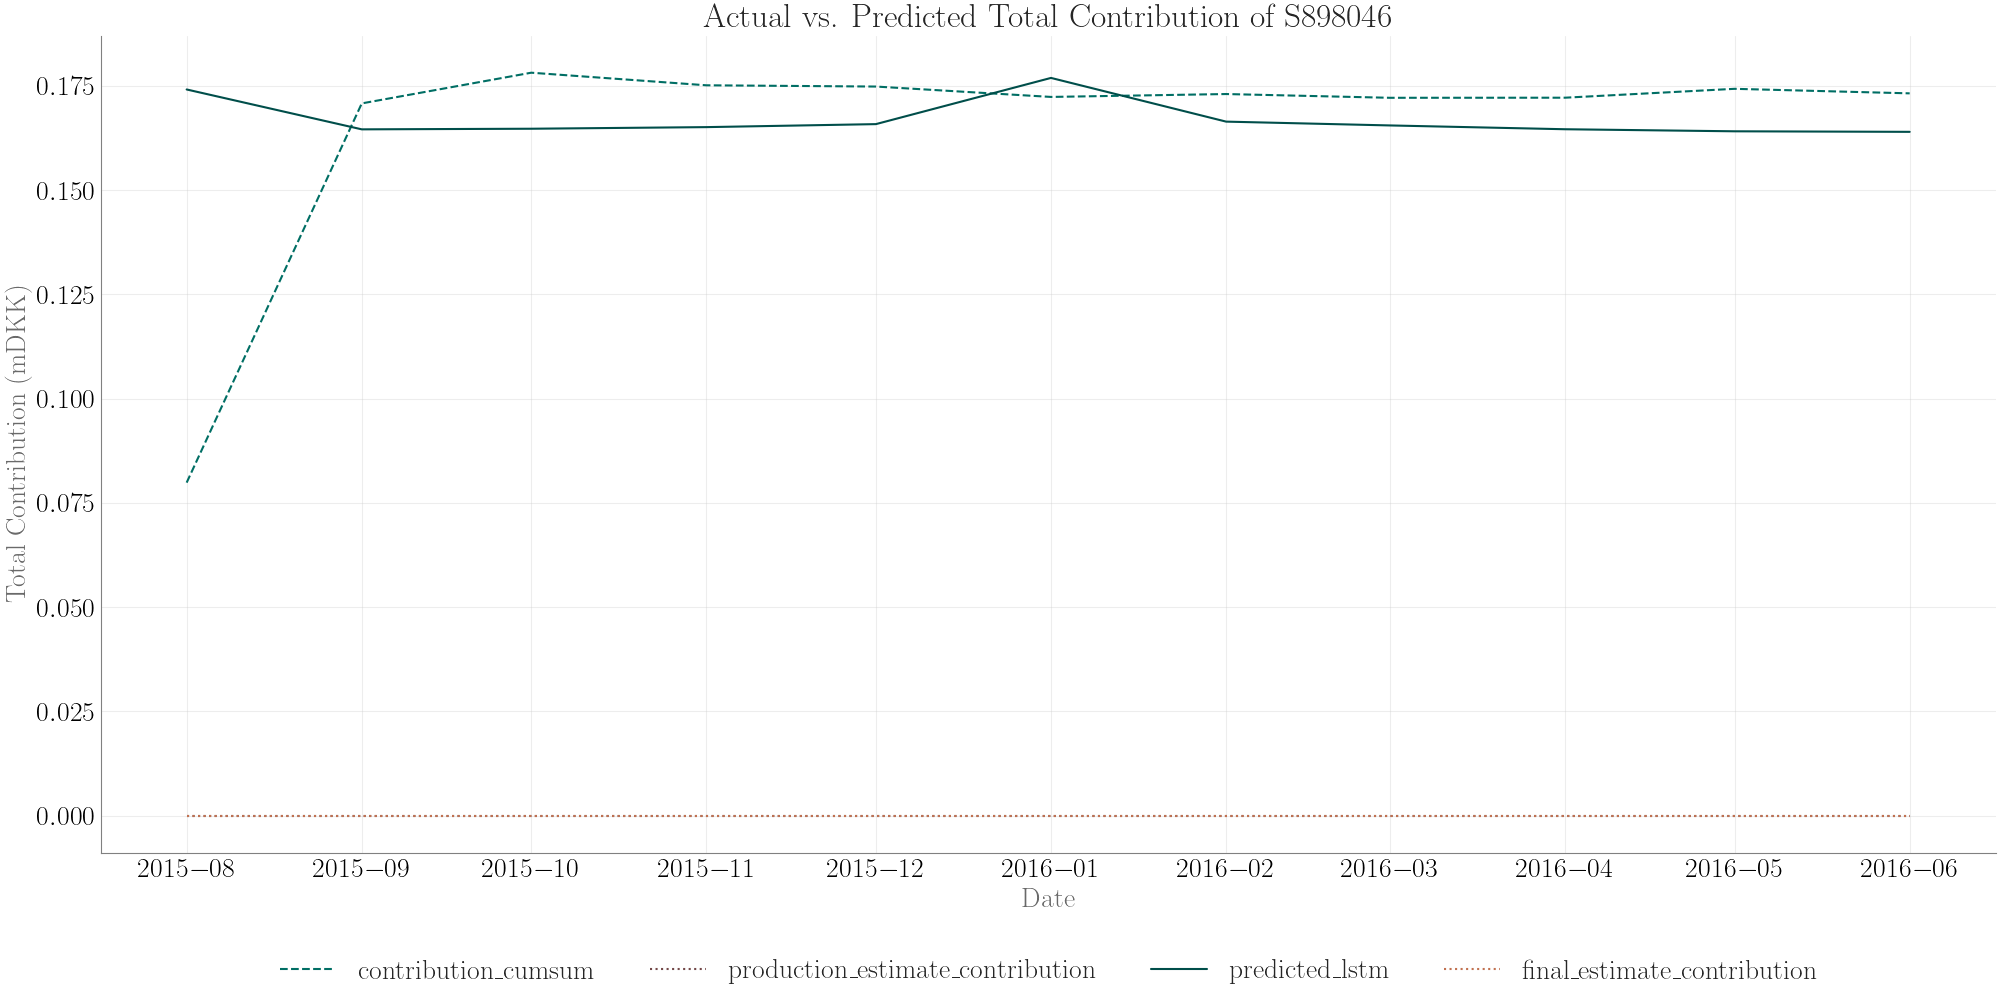 Actual vs. Predicted Total Contribution of S898046
Total Contribution (mDKK)
0.175
0.150
0.125
0.100
0.075
0.050
0.025
0.000
2015–08 2015–09 2015–10 2015–11 2015–12 2016–01 2016–02 2016–03 2016–04 2016–05 2016–06
Date
contribution_cumsum production_estimate_contribution predicted_lstm final_estimate_contribution